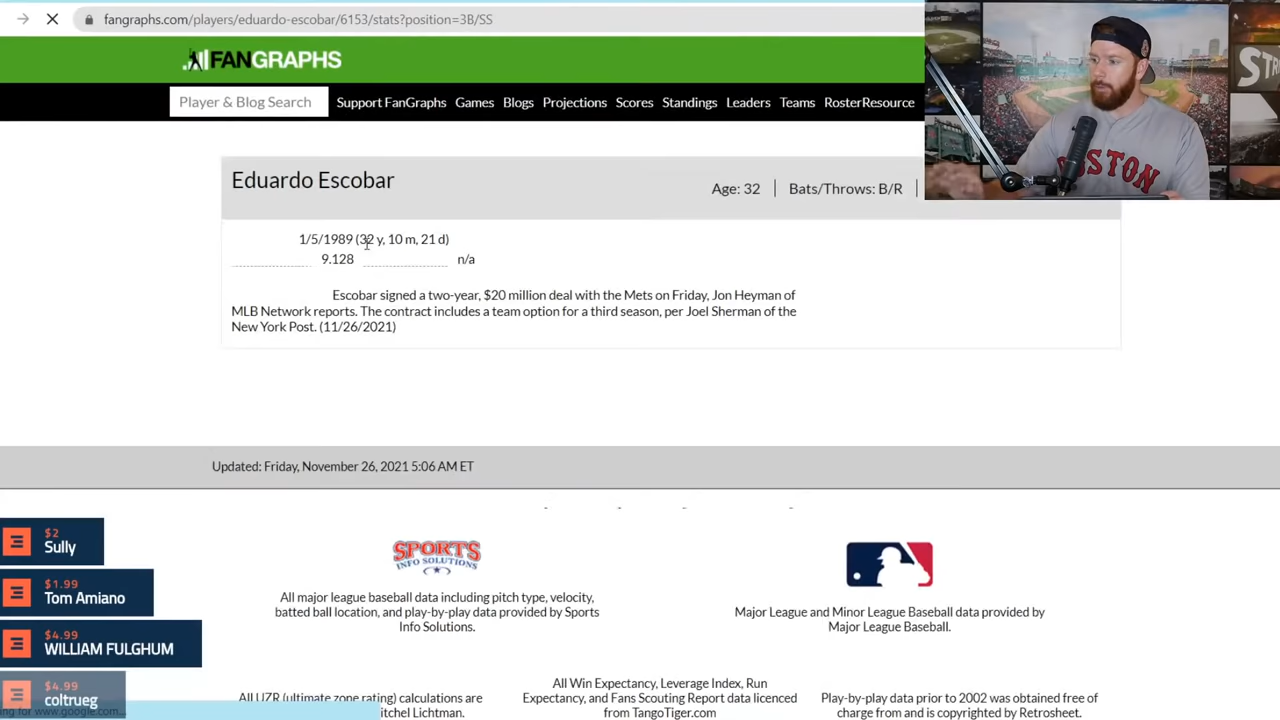 fangraphs.com/players/eduardo-escobar/6153/stats?position=3B/SS
FANGRAPHS
Player & Blog Search
Support FanGraphs Games Blogs Projections Scores Standings Leaders Teams RosterResource
Eduardo Escobar
Age: 32 Bats/Throws: B/R
1/5/1989 (32 y, 10 m, 21 d)
9.128 n/a
Escobar signed a two-year, $20 million deal with the Mets on Friday, Jon Heyman of
MLB Network reports. The contract includes a team option for a third season, per Joel Sherman of the
New York Post. (11/26/2021)
BOSTON
Updated: Friday, November 26, 2021 5:06 AM ET
$2
Sully
$1.99
Tom Amiano
$4.99
WILLIAM FULGHUM
$4.99
coltrueg
SPORTS
INFO SOLUTIONS
All major league baseball data including pitch type, velocity,
batted ball location, and play-by-play data provided by Sports
Info Solutions.
Major League and Minor League Baseball data provided by
Major League Baseball.
All UZR (ultimate zone rating) calculations are
Mitchel Lichtman.
All Win Expectancy, Leverage Index, Run
Expectancy, and Fans Scouting Report data licenced
from TangoTiger.com
Play-by-play data prior to 2002 was obtained free of
charge from and is copyrighted by Retrosheet.
for www.google.com...